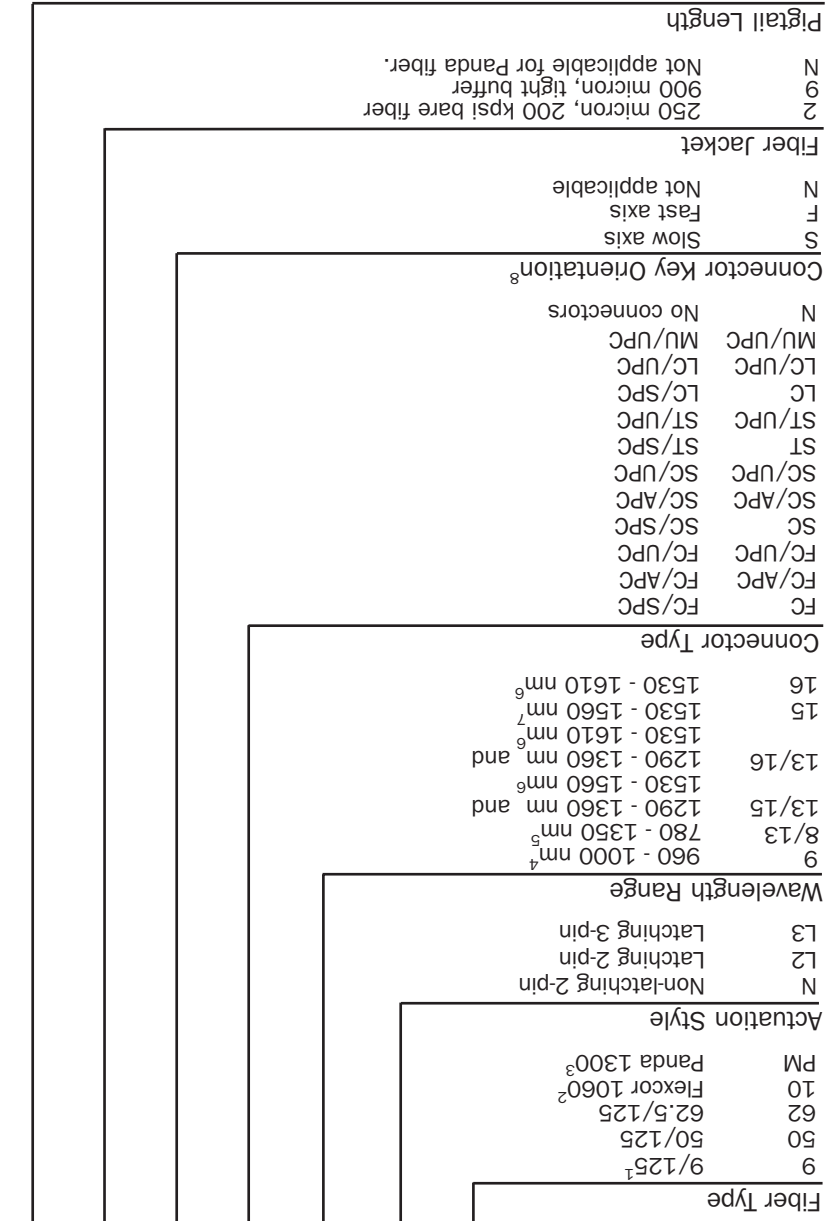 Fiber Type
9 9/125¹
50 50/125
62 62.5/125
10 Flexcor 1060²
PM Panda 1300³
Actuation Style
N Non-latching 2-pin
L2 Latching 2-pin
L3 Latching 3-pin
Wavelength Range
9 960 - 1000 nm⁴
8/13 780 - 1350 nm⁵
13/15 1290 - 1360 nm and
1530 - 1560 nm⁶
13/16 1290 - 1360 nm and
1530 - 1610 nm⁶
15 1530 - 1560 nm⁷
16 1530 - 1610 nm⁶
Connector Type
FC FC/SPC
FC/APC FC/APC
FC/UPC FC/UPC
SC SC/SPC
SC/APC SC/APC
SC/UPC SC/UPC
ST ST/SPC
ST/UPC ST/UPC
LC LC/SPC
LC/UPC LC/UPC
MU/UPC MU/UPC
N No connectors
Connector Key Orientation⁸
S Slow axis
F Fast axis
N Not applicable
Fiber Jacket
2 250 micron, 200 kpsi bare fiber
9 900 micron, tight buffer
N Not applicable for Panda fiber.
Pigtail Length